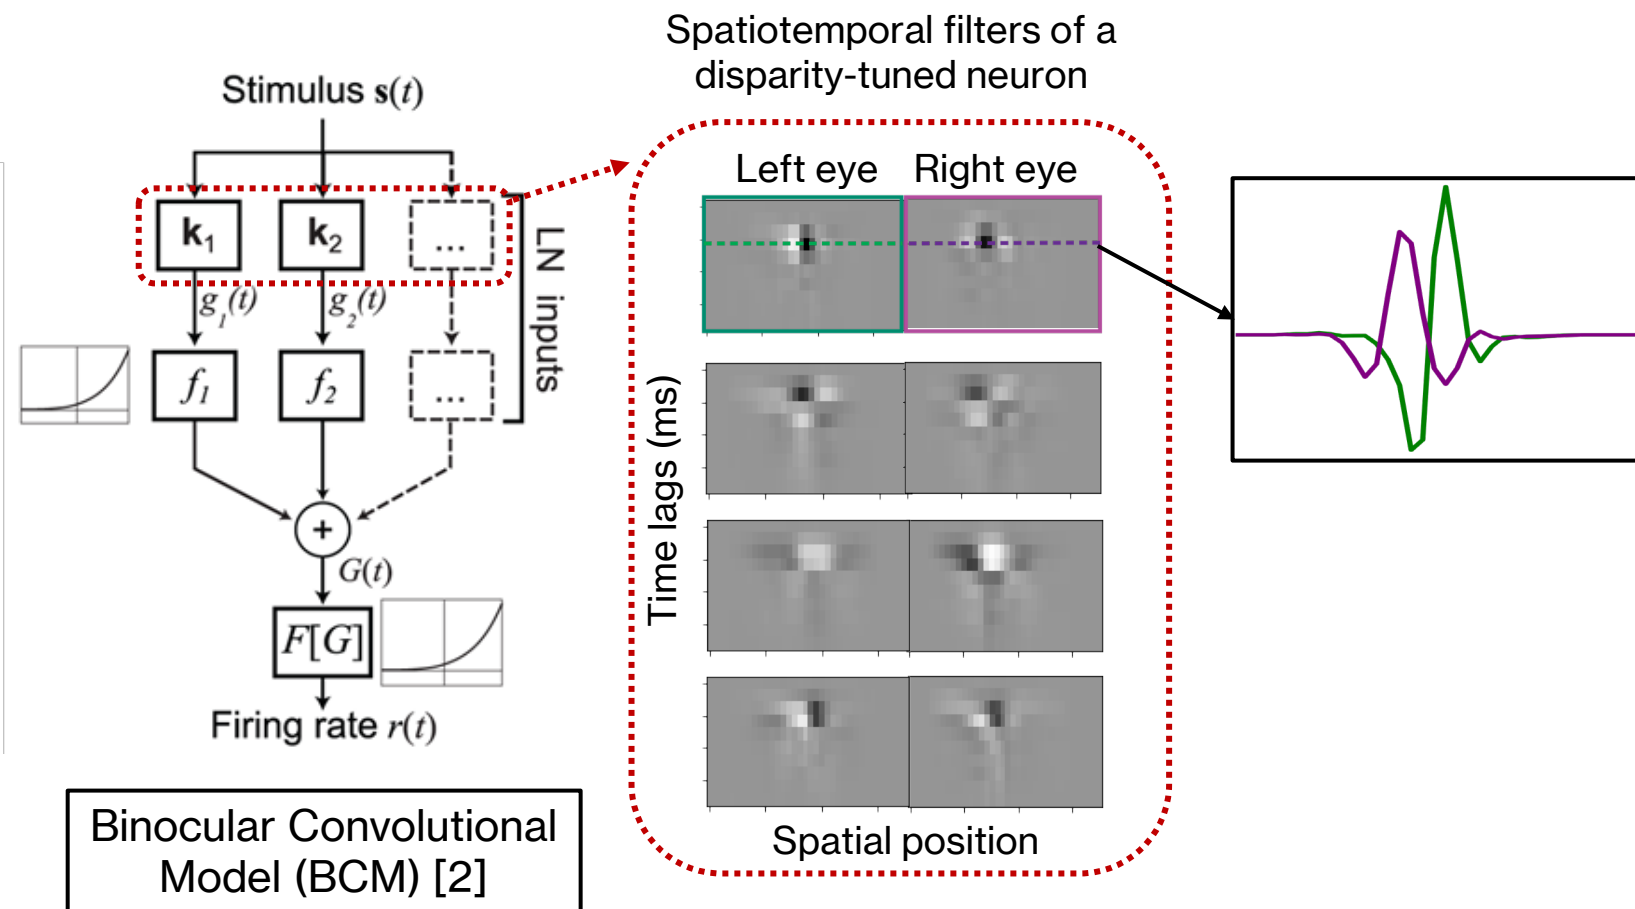 Spatiotemporal filters of a
disparity-tuned neuron
Stimulus s(t)
Left eye
Right eye
k1
k2
...
LN inputs
g1(t)
g2(t)
f1
f2
...
Time lags (ms)
+
G(t)
F[G]
Firing rate r(t)
Spatial position
Binocular Convolutional
Model (BCM) [2]